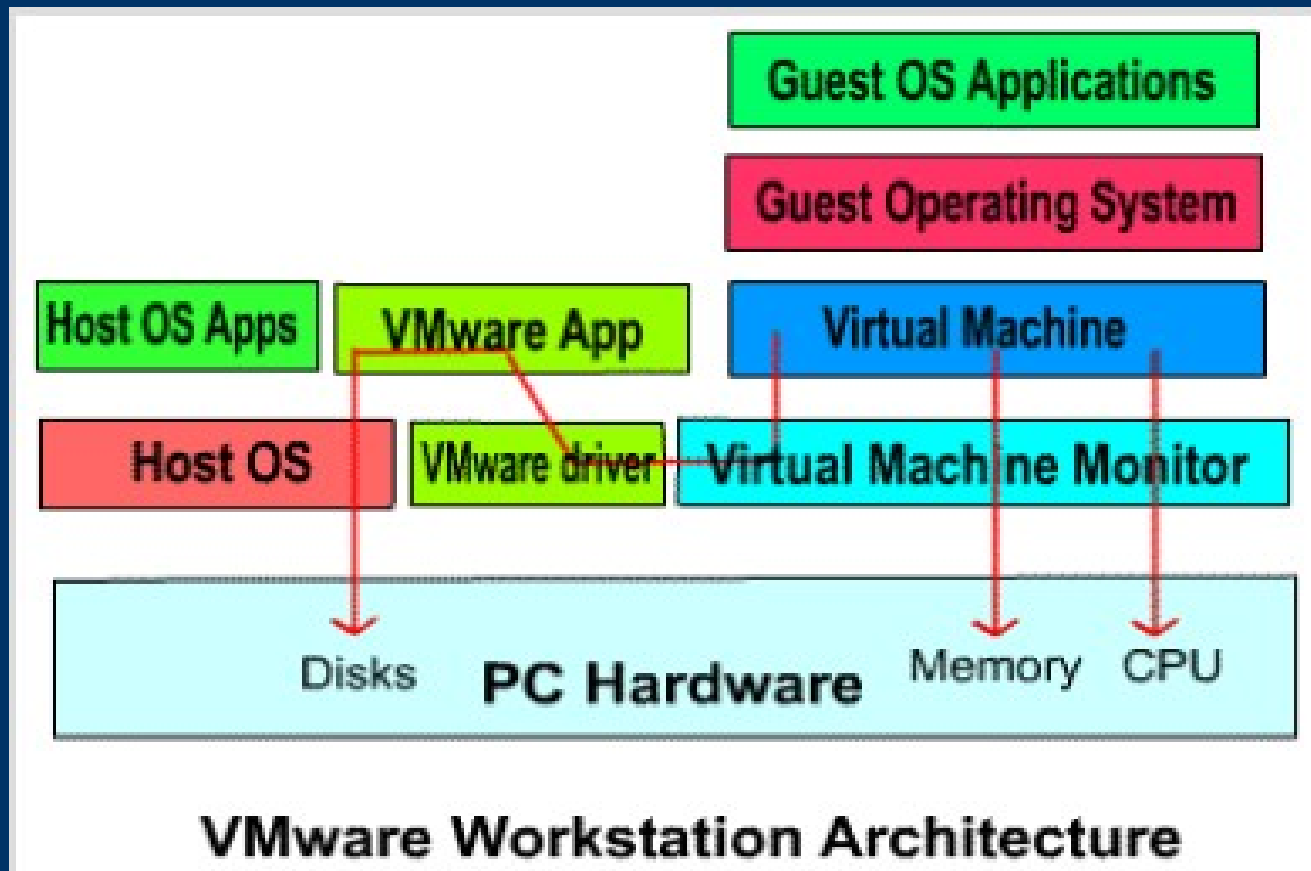 Guest OS Applications
Guest Operating System
Host OS Apps
VMware App
Virtual Machine
Host OS
VMware driver
Virtual Machine Monitor
Disks
PC Hardware
Memory
CPU
VMware Workstation Architecture